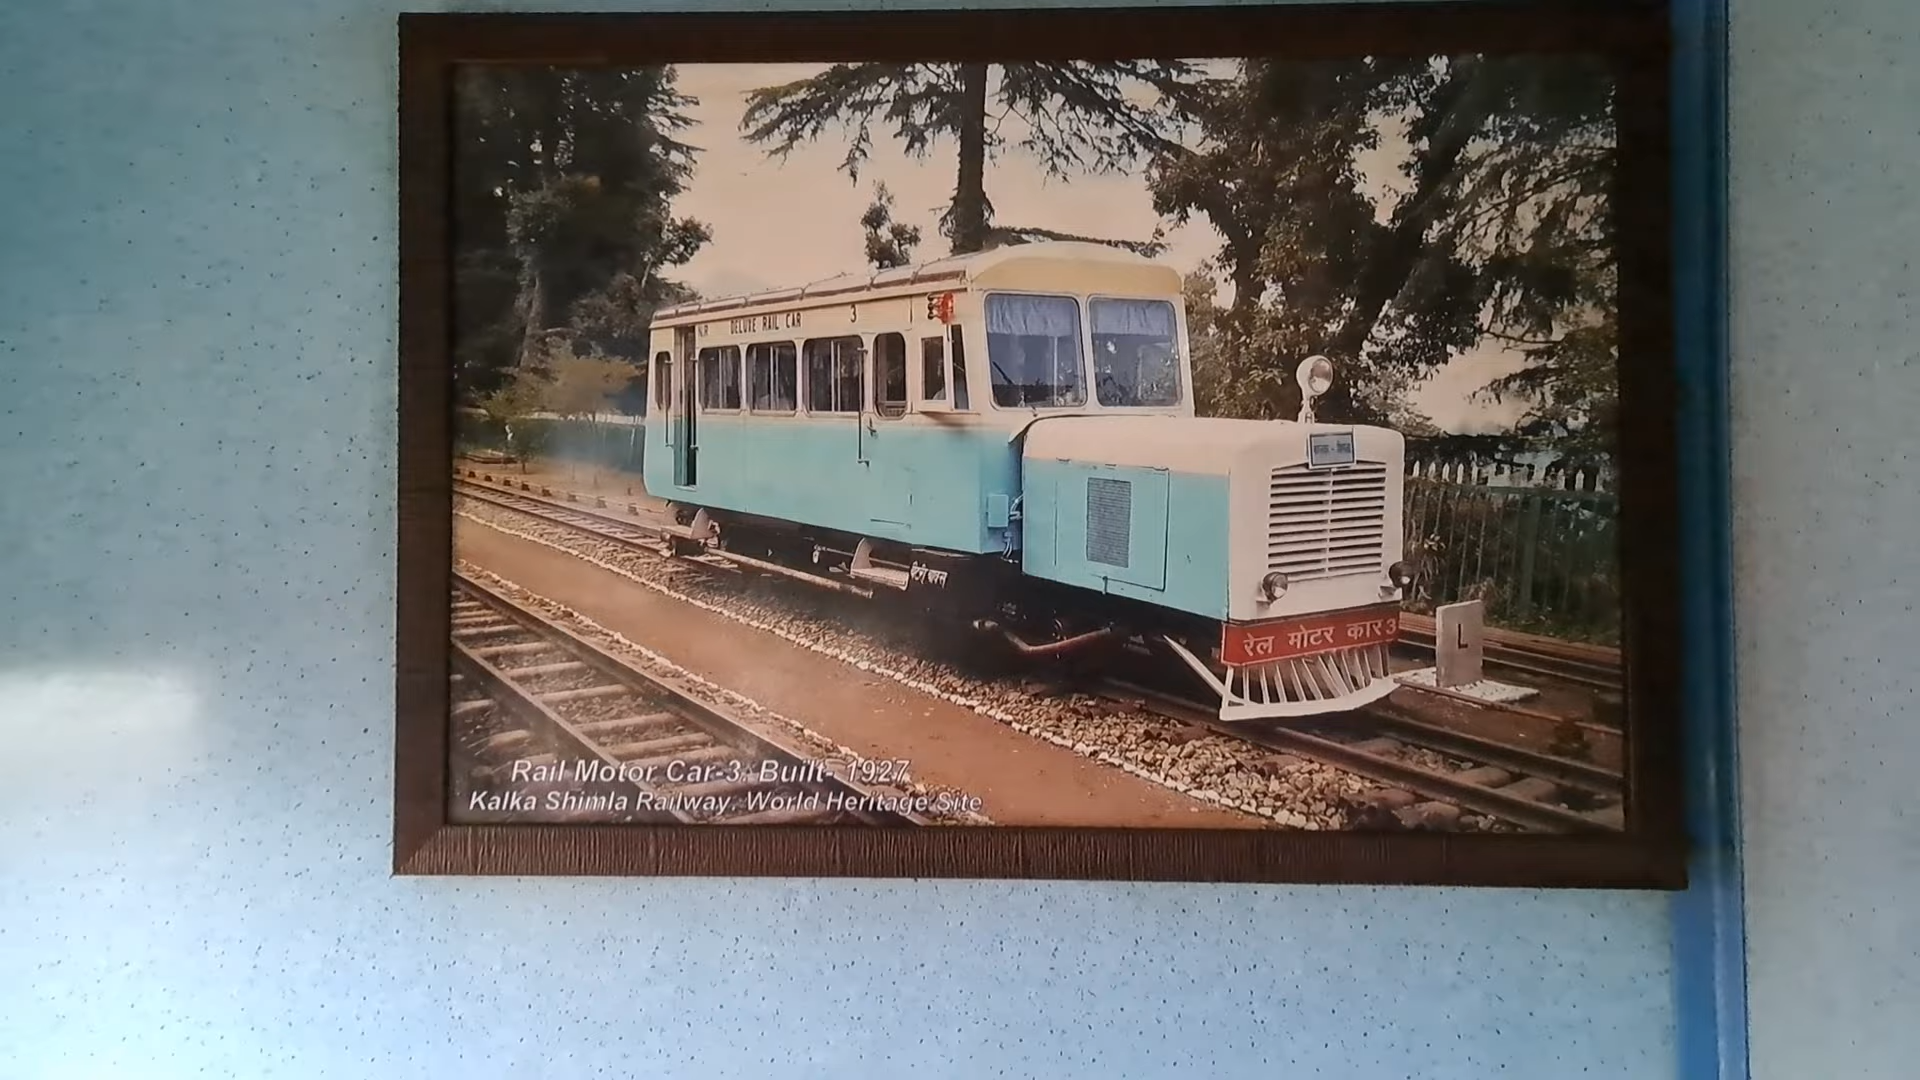 N.R DELUXE RAIL CAR 3
रेल मोटर कार 3
L
Rail Motor Car-3, Built- 1927
Kalka Shimla Railway, World Heritage Site